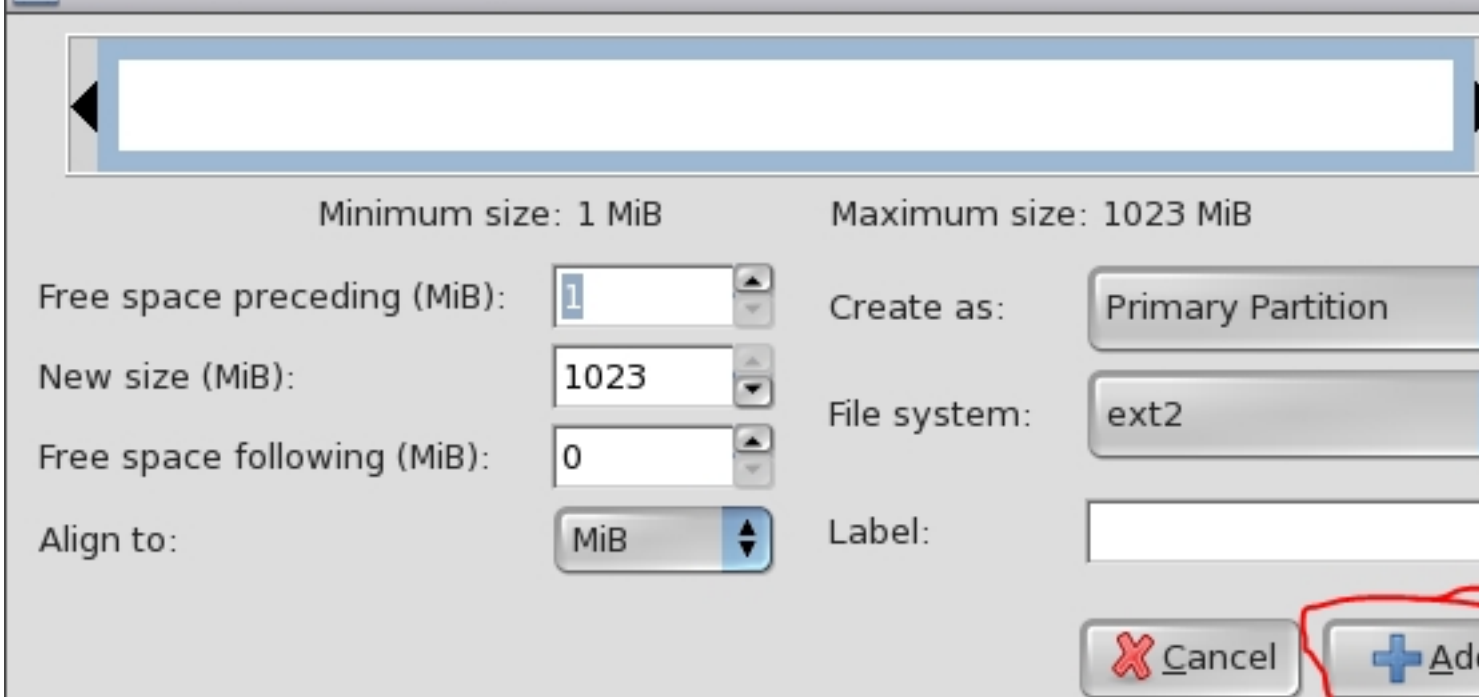 Minimum size: 1 MiB
Maximum size: 1023 MiB
Free space preceding (MiB):
1
New size (MiB):
1023
Free space following (MiB):
0
Align to:
MiB
Create as:
Primary Partition
File system:
ext2
Label:
Cancel